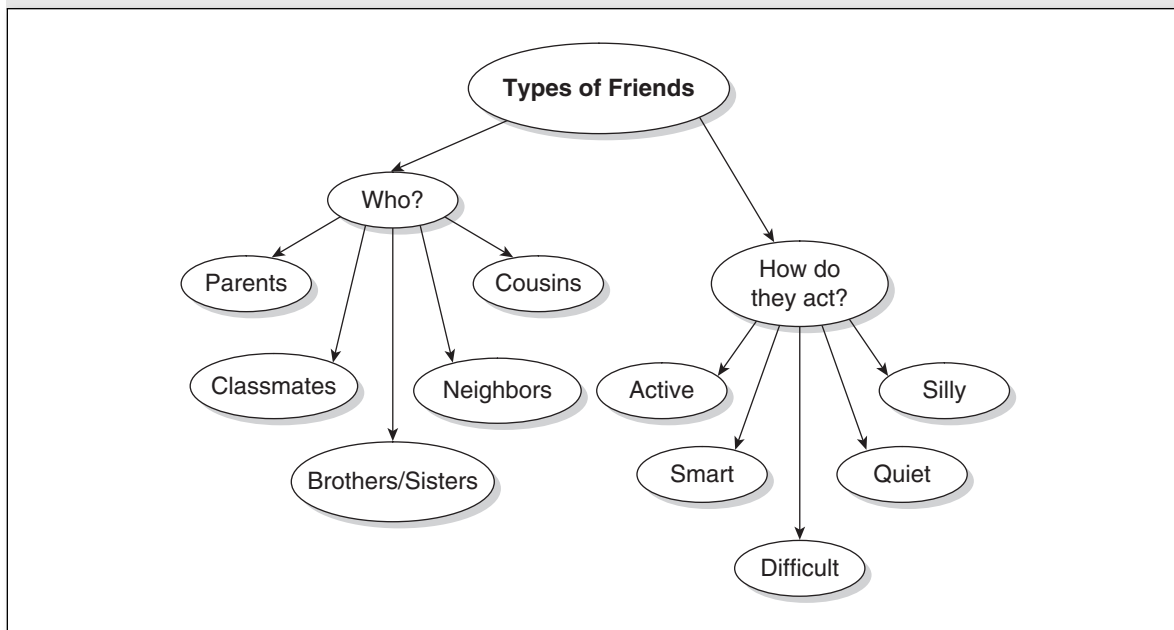 Types of Friends
Who?
Parents
Cousins
Classmates
Neighbors
Brothers/Sisters
How do
they act?
Active
Silly
Smart
Quiet
Difficult